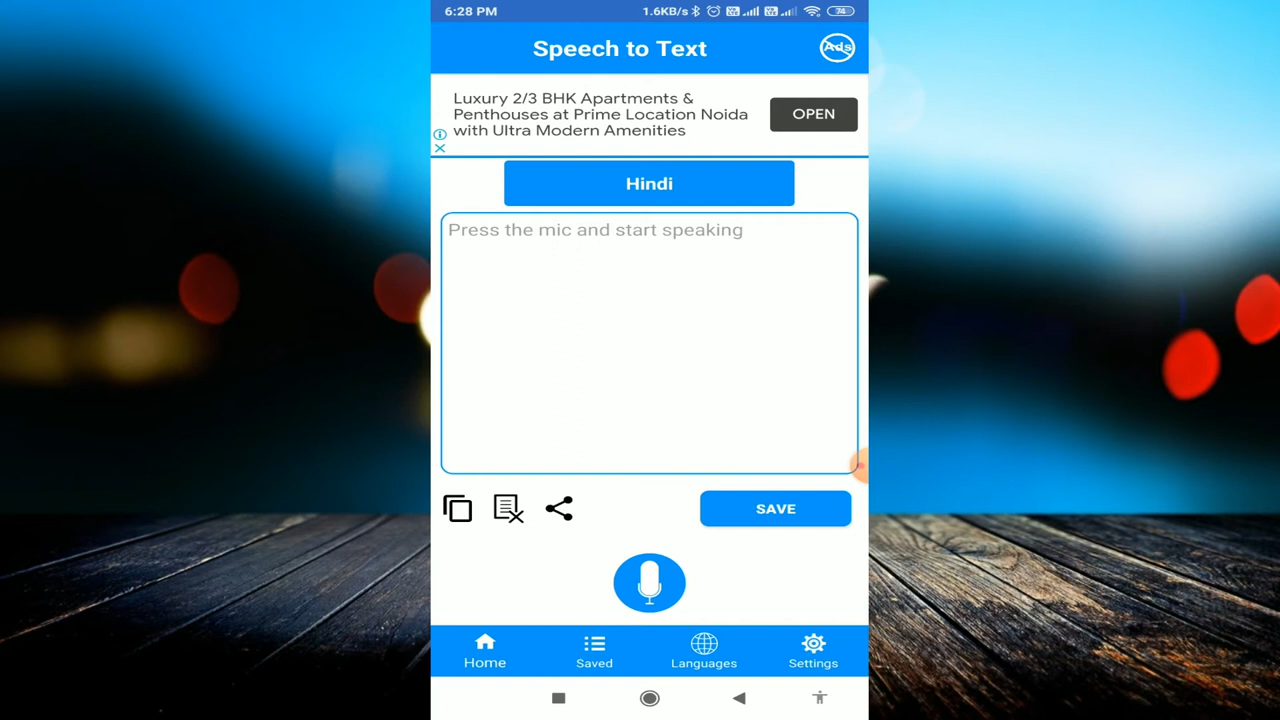 6:28 PM 1.6KB/s 74
Speech to Text
Ads
Luxury 2/3 BHK Apartments &
Penthouses at Prime Location Noida
with Ultra Modern Amenities
OPEN
Hindi
Press the mic and start speaking
SAVE
Home Saved Languages Settings